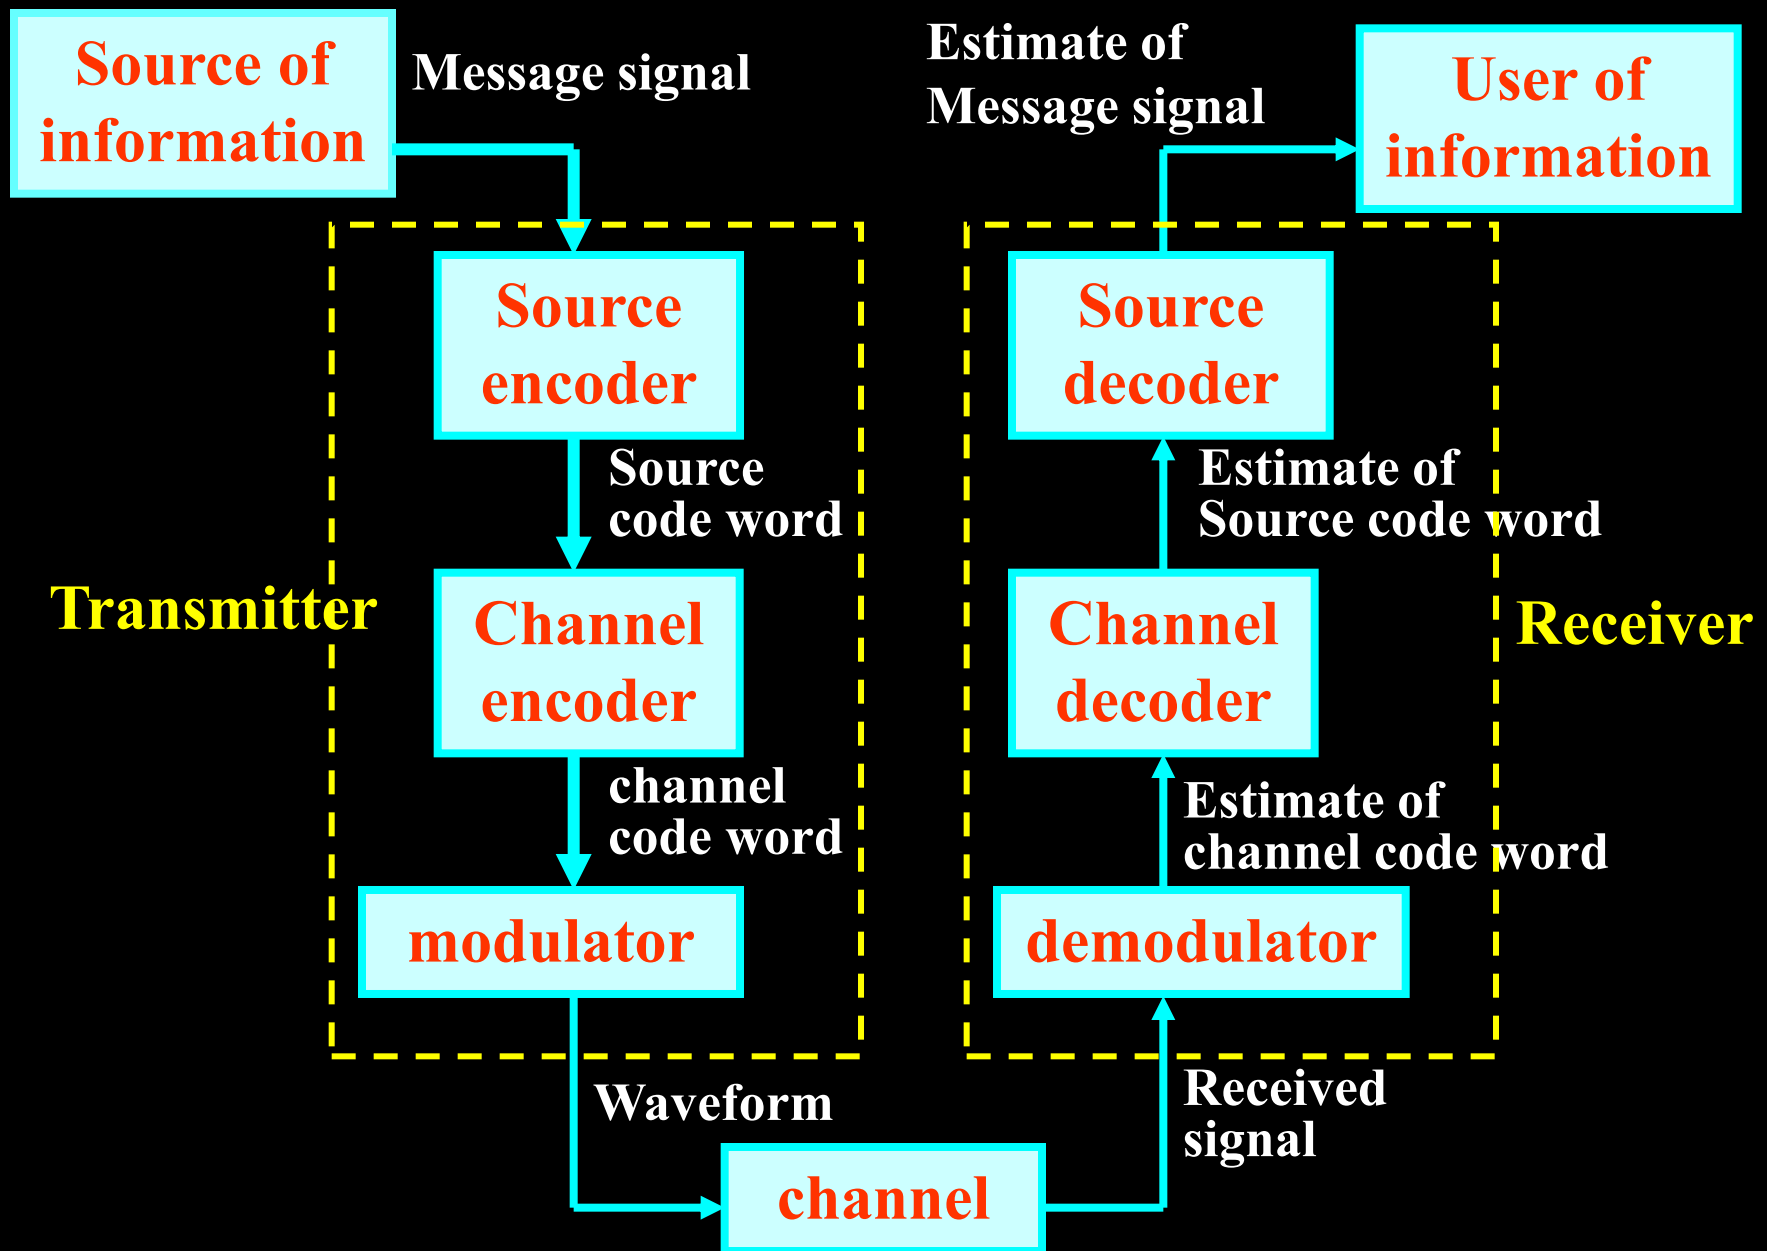 Source of
information
Message signal
Estimate of
Message signal
User of
information
Source
encoder
Source
code word
Transmitter
Channel
encoder
channel
code word
modulator
Waveform
channel
Received
signal
demodulator
Estimate of
channel code word
Channel
decoder
Receiver
Estimate of
Source code word
Source
decoder